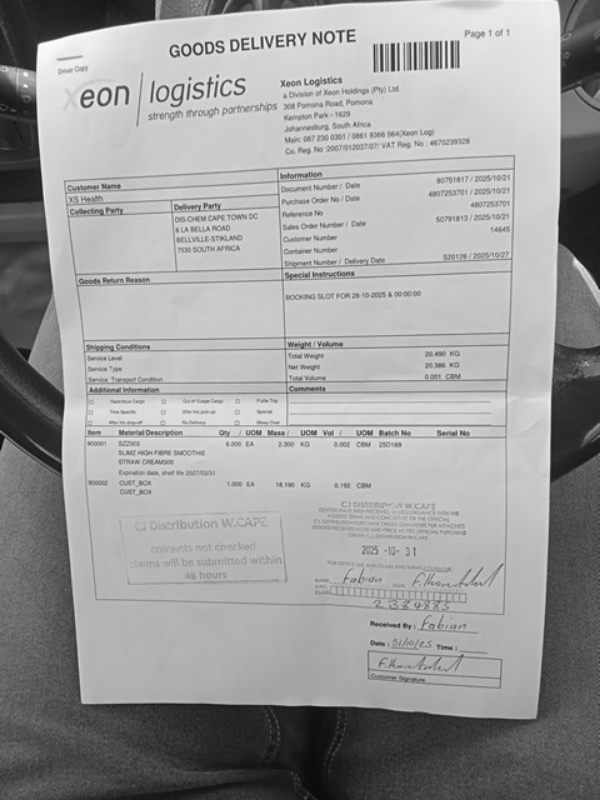 GOODS DELIVERY NOTE
Page 1 of 1
Driver Copy
xeon | logistics
strength through partnerships
Xeon Logistics
a Division of Xeon Holdings (Pty) Ltd.
308 Pomona Road, Pomona
Kempton Park - 1629
Johannesburg, South Africa
Main: 087 230 0301 / 0861 9366 564(Xeon Log)
Co. Reg. No :2007/012037/07/ VAT Reg. No : 4670239328
Customer Name
XS Health
Collecting Party
Delivery Party
DIS-CHEM CAPE TOWN DC
6 LA BELLA ROAD
BELLVILLE-STIKLAND
7530 SOUTH AFRICA
Information
Document Number / Date 80751817 / 2025/10/21
Purchase Order No / Date 4807253701 / 2025/10/21
Reference No 4807253701
Sales Order Number / Date 50791813 / 2025/10/21
Customer Number 14645
Container Number
Shipment Number / Delivery Date 520126 / 2025/10/27
Goods Return Reason
Special Instructions
BOOKING SLOT FOR 28-10-2025 & 00:00:00
Shipping Conditions
Service Level
Service Type
Service Transport Condition
Weight / Volume
Total Weight 20.490 KG
Net Weight 20.386 KG
Total Volume 0.001 CBM
Additional Information
Comments
Hazardous Cargo Out of Guage Cargo Public Trip
Time Specific After hrs pick-up Special
After hrs drop-off Re-Delivery Sleep Over
Item Material Description Qty / UOM Mass / UOM Vol / UOM Batch No Serial No
900001 SZZ003 6.000 EA 2.300 KG 0.002 CBM 25D169
SLIMZ HIGH FIBRE SMOOTHIE
STRAW CREAM300
Expiration date, shelf life 2027/03/31
900002 CUST_BOX 1.000 EA 18.190 KG 0.192 CBM
CUST_BOX
CJ Distribution W.CAPE
contents not checked
claims will be submitted within
48 hours
CJ DISTRIBUTION W.CAPE
2025 -10- 31
Fabian
2384885
Received By : Fabian
Date : 31/10/25 Time :
Customer Signature